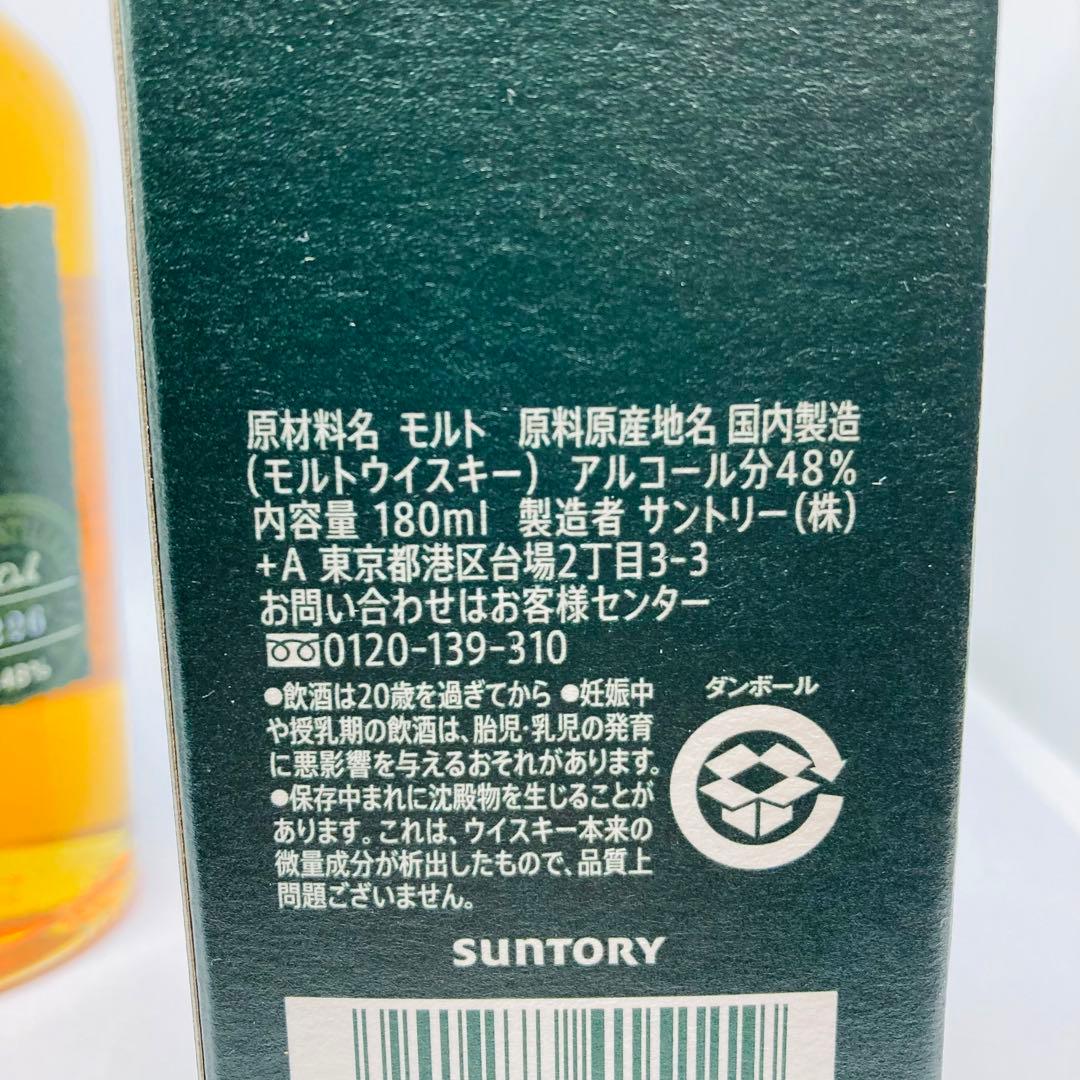 原材料名 モルト 原料原産地名 国内製造
(モルトウイスキー) アルコール分48%
内容量 180ml 製造者 サントリー(株)
+A 東京都港区台場2丁目3-3
お問い合わせはお客様センター
0120-139-310
●飲酒は20歳を過ぎてから ●妊娠中
や授乳期の飲酒は、胎児・乳児の発育
に悪影響を与えるおそれがあります。
●保存中まれに沈殿物を生じることが
あります。これは、ウイスキー本来の
微量成分が析出したもので、品質上
問題ございません。
ダンボール
SUNTORY
48%